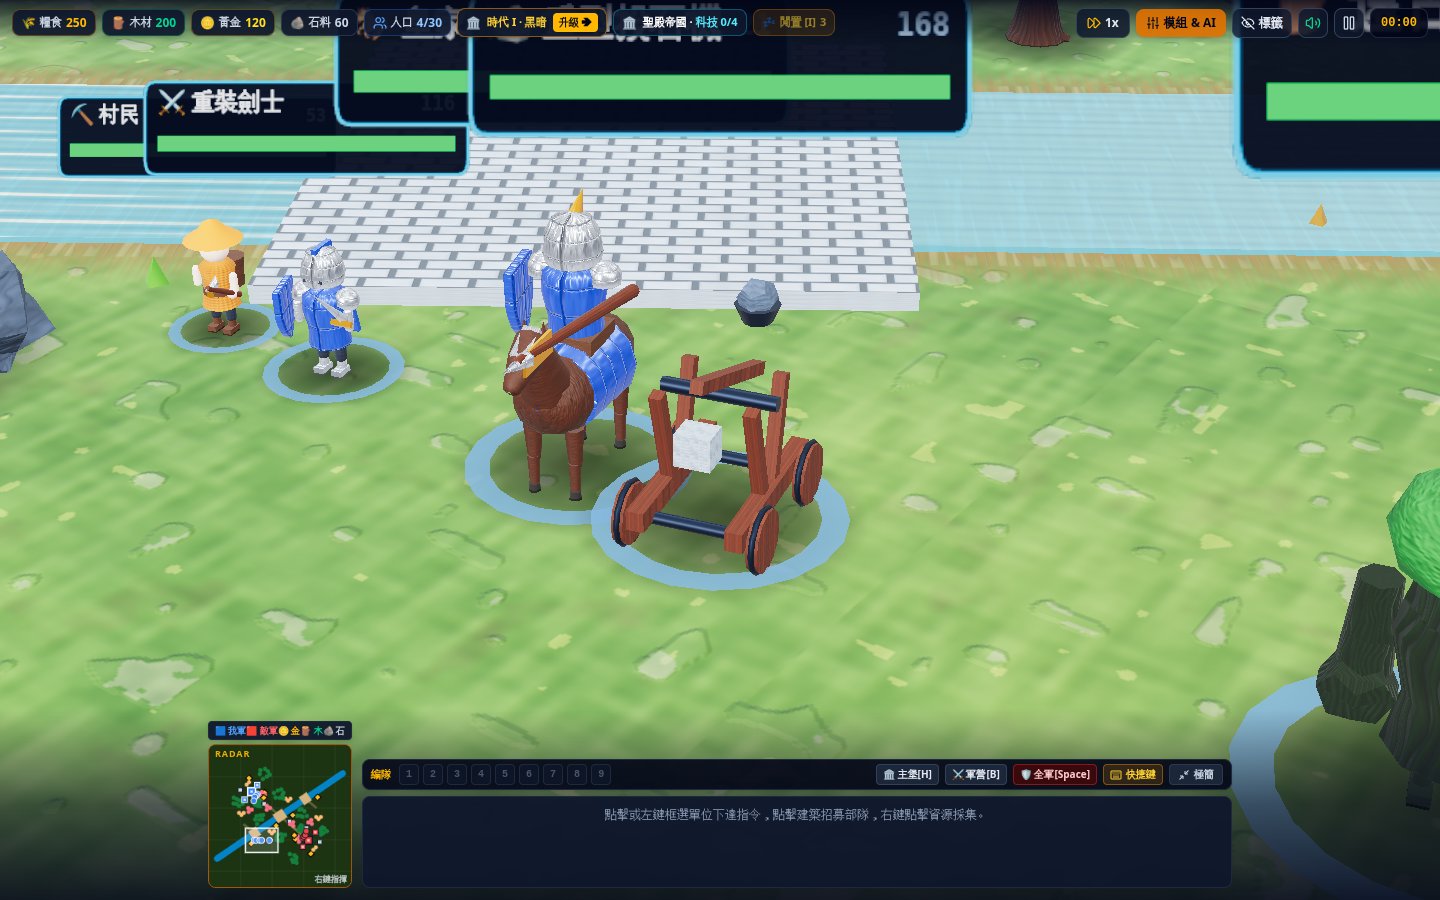 糧食 250
木材 200
黃金 120
石料 60
人口 4/30
時代 I · 黑暗 升級
聖殿帝國 · 科技 0/4
閒置 [I] 3
1x
模組 & AI
標籤
00:00
168
116
53
村民
重裝劍士
我軍 敵軍 金 木 石
RADAR
右鍵指揮
編隊 1 2 3 4 5 6 7 8 9
主堡[H]
軍營[B]
全軍[Space]
快捷鍵
極簡
點擊或左鍵框選單位下達指令，點擊建築招募部隊，右鍵點擊資源採集。